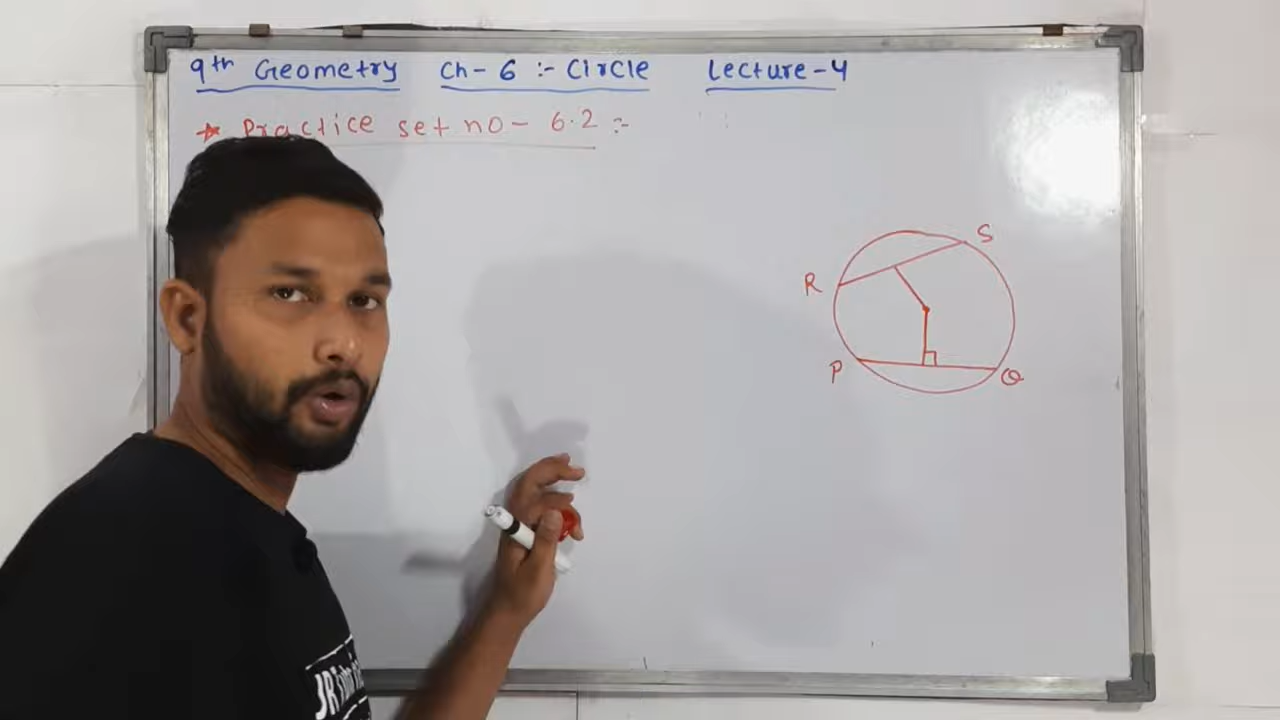 9th Geometry Ch-6 :- Circle Lecture-4
* Practice set no - 6.2 :-
S
R
P
Q